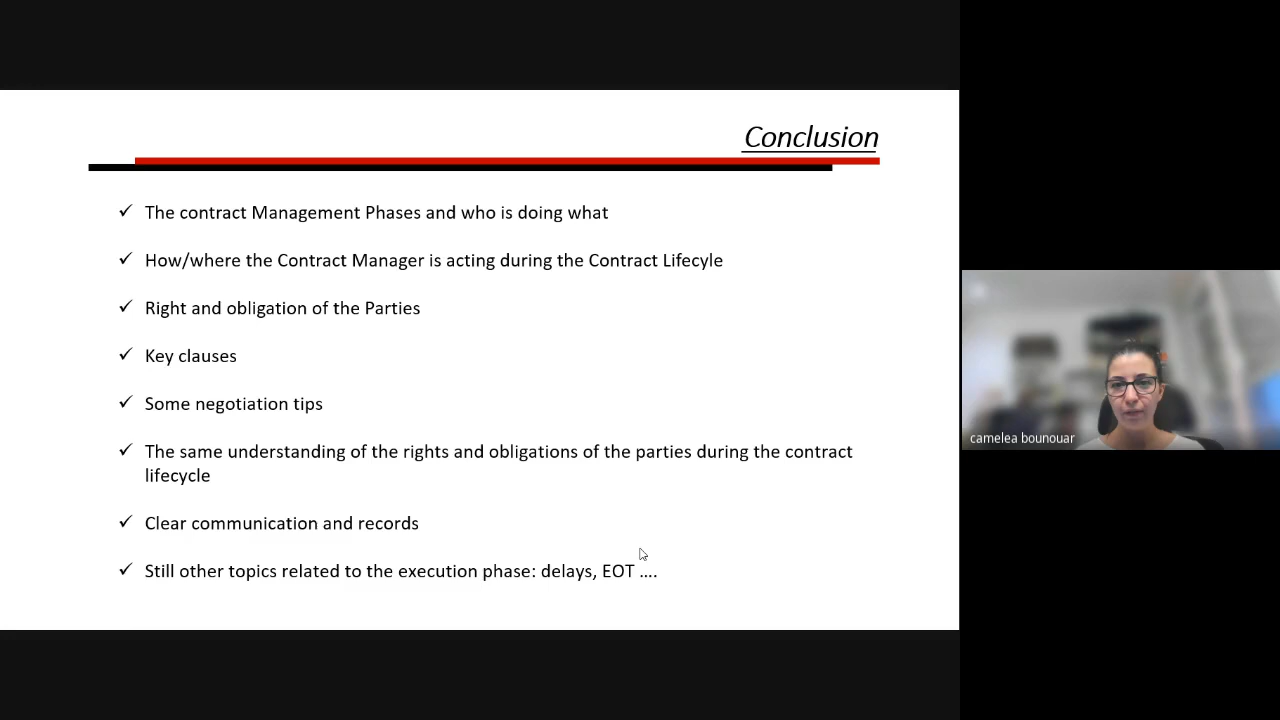 Conclusion
✓ The contract Management Phases and who is doing what
✓ How/where the Contract Manager is acting during the Contract Lifecyle
✓ Right and obligation of the Parties
✓ Key clauses
✓ Some negotiation tips
✓ The same understanding of the rights and obligations of the parties during the contract
lifecycle
✓ Clear communication and records
✓ Still other topics related to the execution phase: delays, EOT ....
camelea bounouar